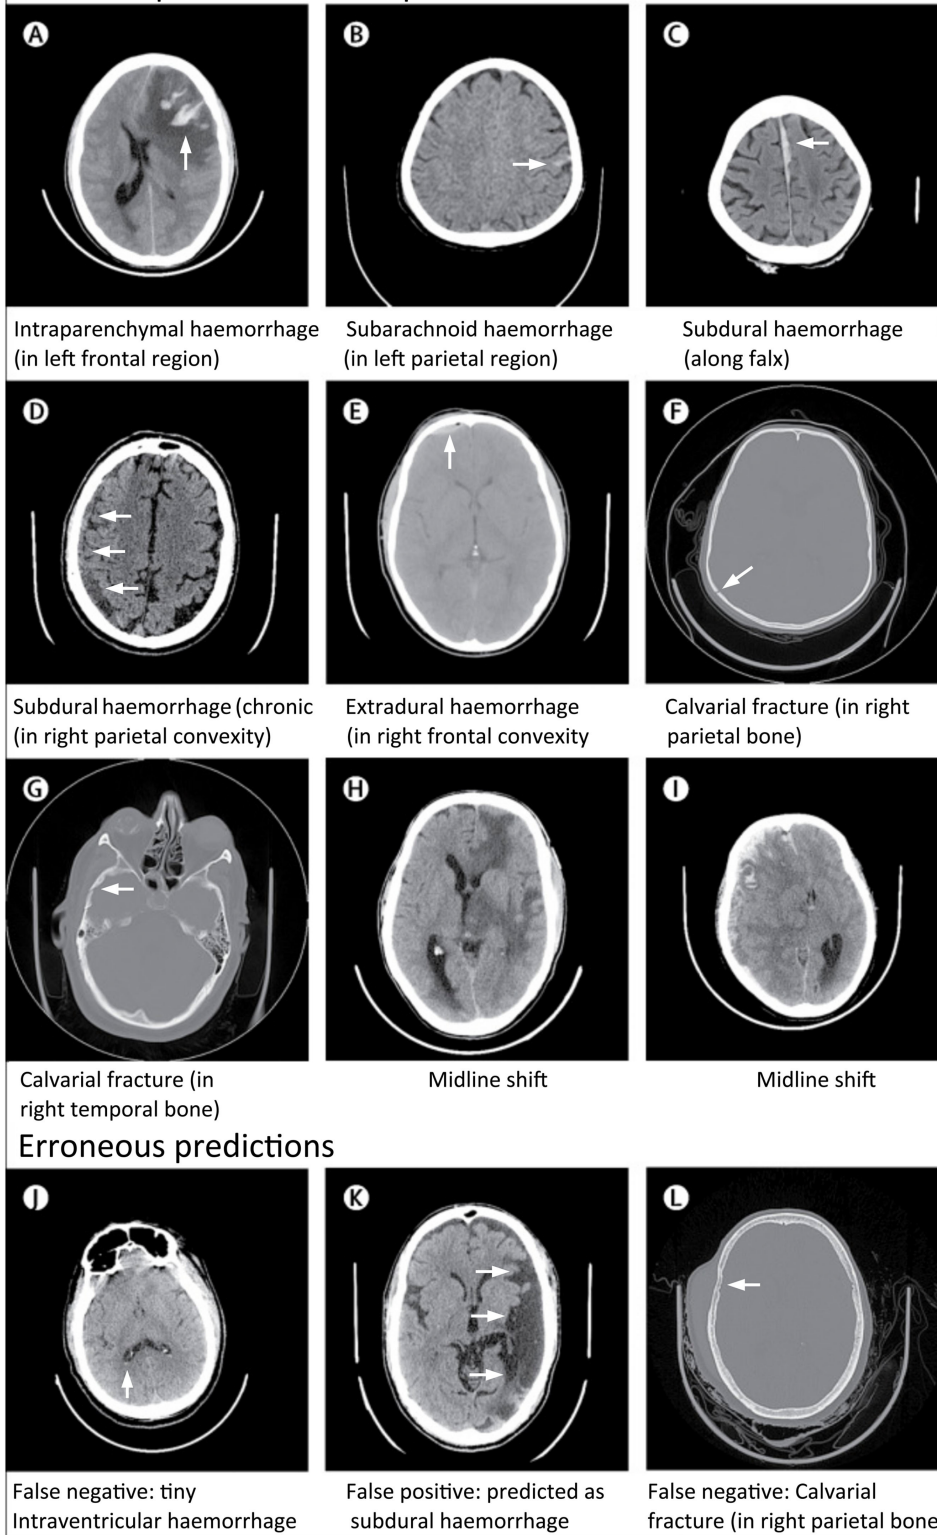 A
B
C
Intraparenchymal haemorrhage
(in left frontal region)
Subarachnoid haemorrhage
(in left parietal region)
Subdural haemorrhage
(along falx)
D
E
F
Subdural haemorrhage (chronic
(in right parietal convexity)
Extradural haemorrhage
(in right frontal convexity
Calvarial fracture (in right
parietal bone)
G
H
I
Calvarial fracture (in
right temporal bone)
Midline shift
Midline shift
Erroneous predictions
J
K
L
False negative: tiny
Intraventricular haemorrhage
False positive: predicted as
subdural haemorrhage
False negative: Calvarial
fracture (in right parietal bone